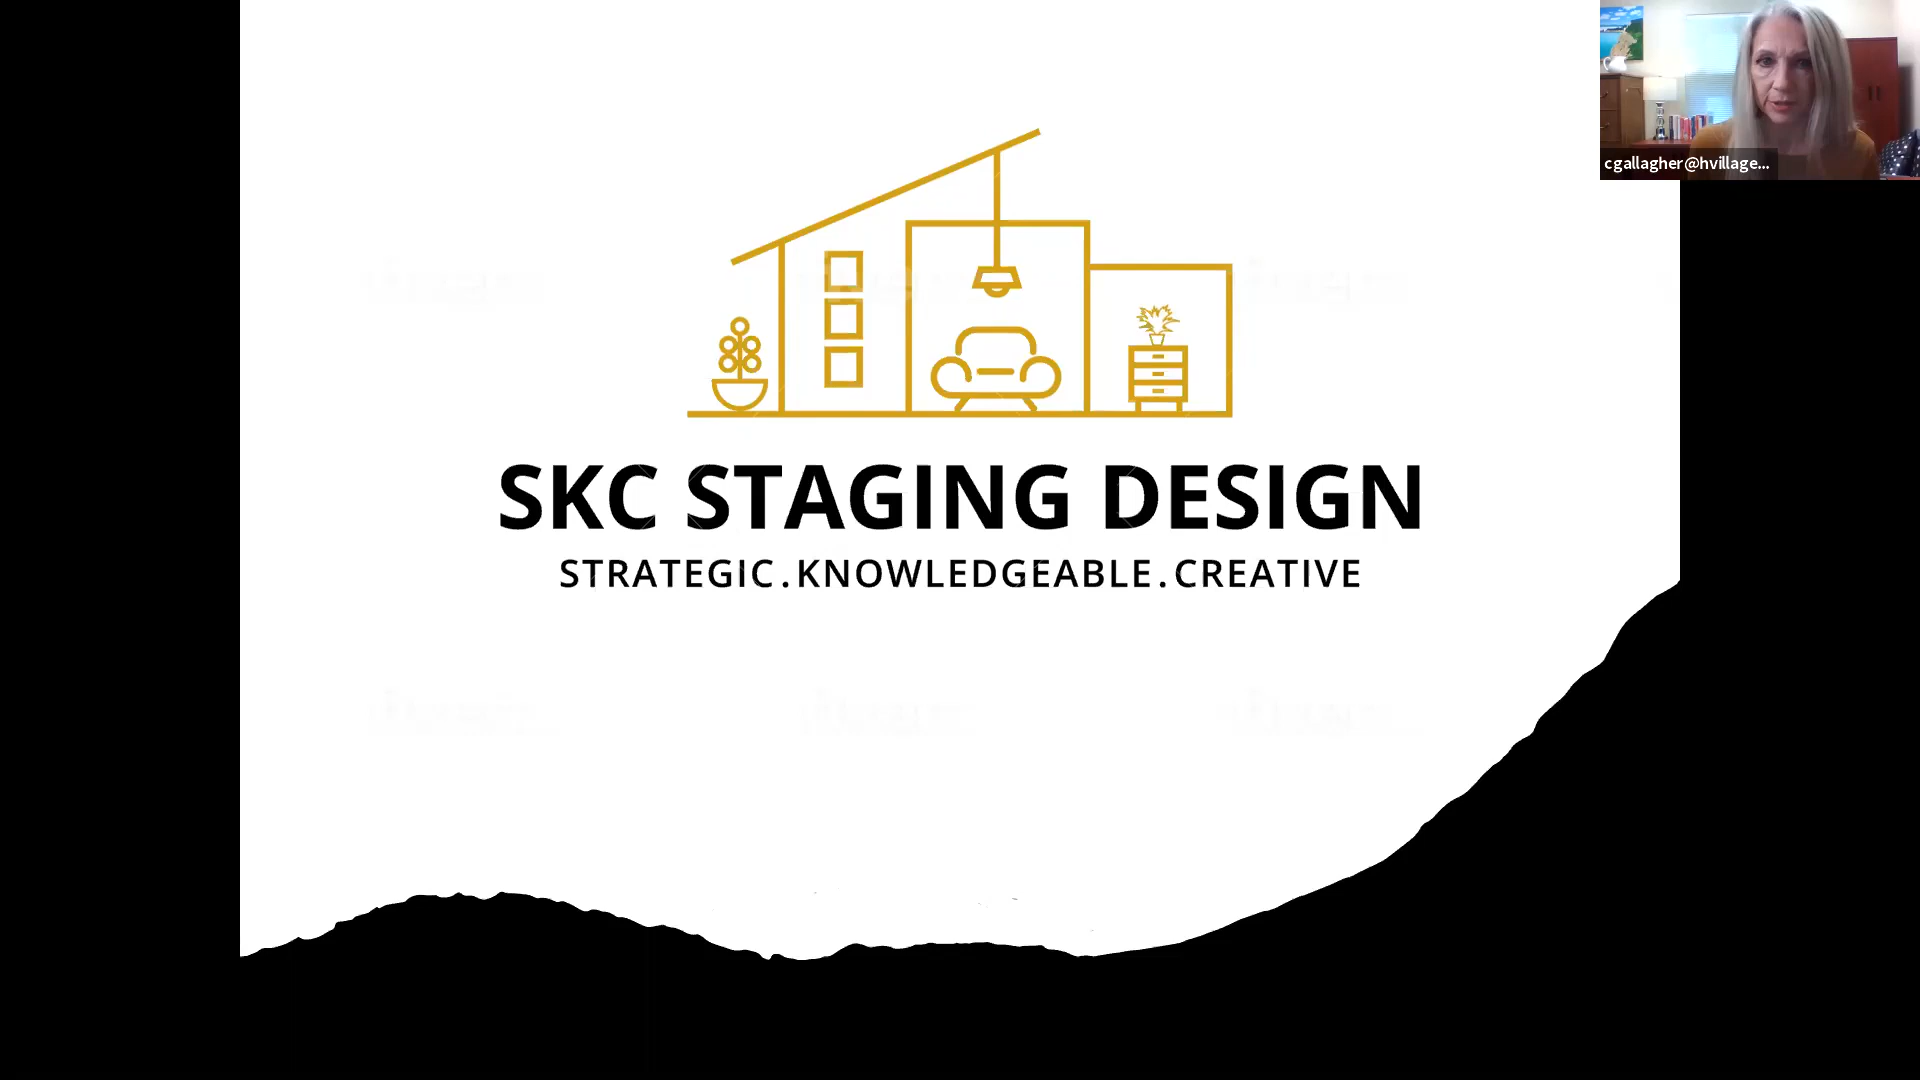 cgallagher@hvillage...
SKC STAGING DESIGN
STRATEGIC.KNOWLEDGEABLE.CREATIVE